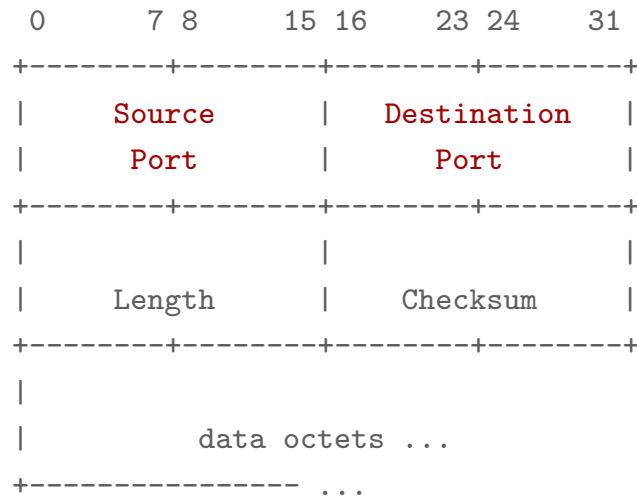 0      7 8     15 16    23 24    31
+--------+--------+--------+--------+
|     Source      |   Destination   |
|      Port       |      Port       |
+--------+--------+--------+--------+
|                 |                 |
|     Length      |    Checksum     |
+--------+--------+--------+--------+
|
|          data octets ...
+---------------- ...